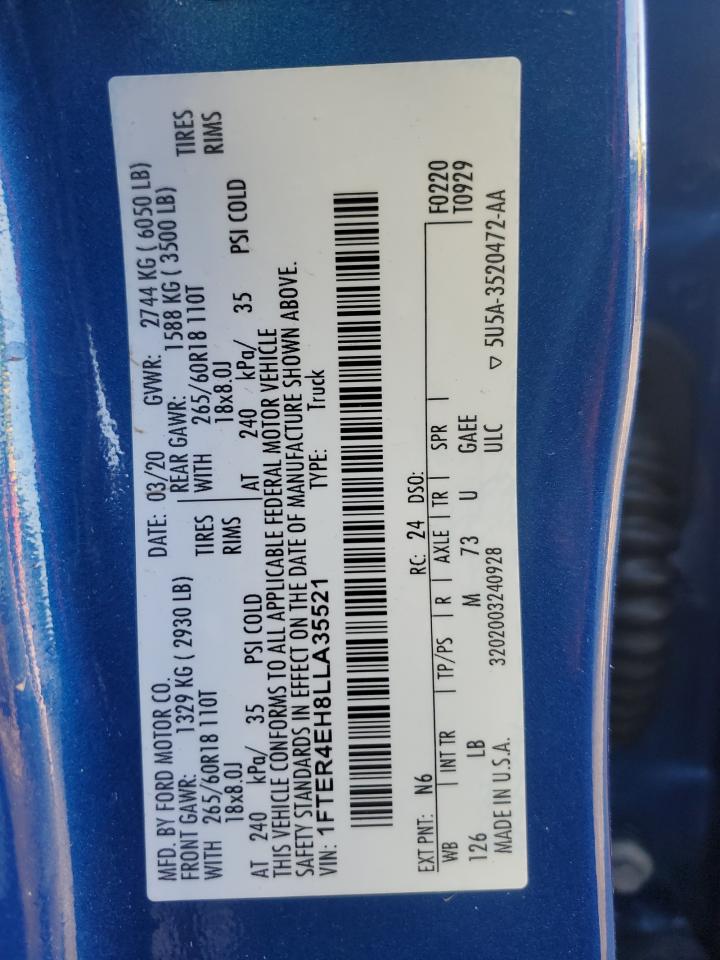 MFD. BY FORD MOTOR CO.
DATE: 03/20 GVWR: 2744 KG ( 6050 LB)
FRONT GAWR: 1329 KG ( 2930 LB) REAR GAWR: 1588 KG ( 3500 LB)
WITH 265/60R18 110T TIRES WITH 265/60R18 110T TIRES
18x8.0J RIMS 18x8.0J RIMS
AT 240 kPa/ 35 PSI COLD AT 240 kPa/ 35 PSI COLD
THIS VEHICLE CONFORMS TO ALL APPLICABLE FEDERAL MOTOR VEHICLE
SAFETY STANDARDS IN EFFECT ON THE DATE OF MANUFACTURE SHOWN ABOVE.
VIN: 1FTER4EH8LLA35521 TYPE: Truck
EXT PNT: N6 RC: 24 DSO: F0220
T0929
WB INT TR TP/PS R AXLE TR SPR
126 LB M 73 U GAEE
ULC
MADE IN U.S.A. 3202003240928 ▽ 5U5A-3520472-AA